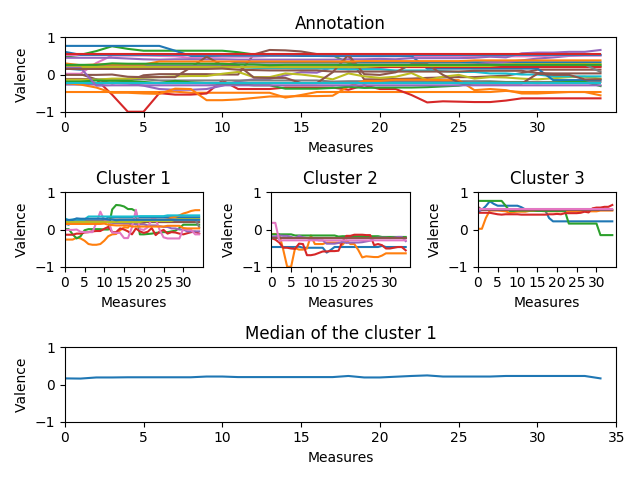 Annotation
Valence
1
0
−1
0 5 10 15 20 25 30
Measures
Cluster 1 Cluster 2 Cluster 3
Valence Valence Valence
1 1 1
0 0 0
−1 −1 −1
0 5 10 15 20 25 30 0 5 10 15 20 25 30 0 5 10 15 20 25 30
Measures Measures Measures
Median of the cluster 1
Valence
1
0
−1
0 5 10 15 20 25 30 35
Measures